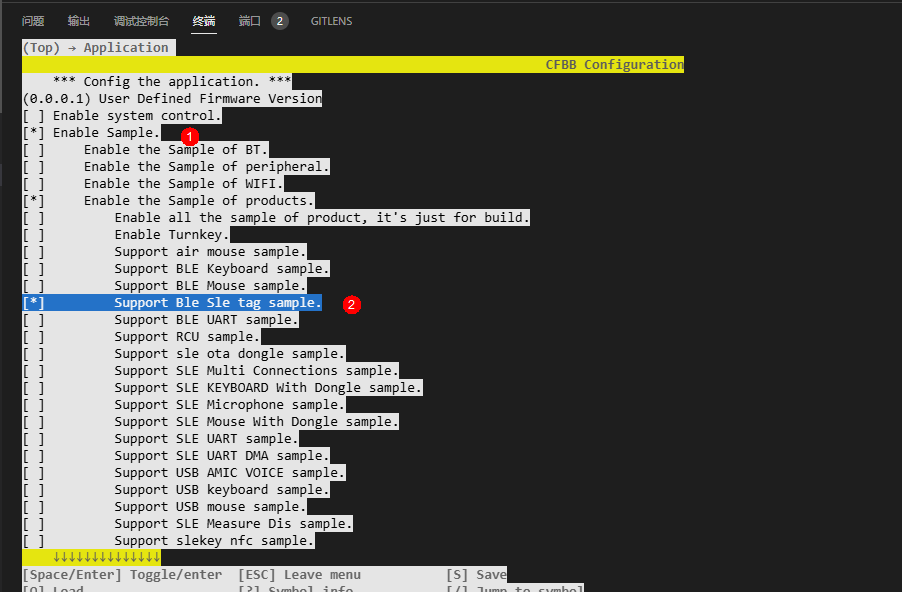 问题 输出 调试控制台 终端 端口 2 GITLENS
(Top) → Application
CFBB Configuration
*** Config the application. ***
(0.0.0.1) User Defined Firmware Version
[ ] Enable system control.
[*] Enable Sample. 1
[ ] Enable the Sample of BT.
[ ] Enable the Sample of peripheral.
[ ] Enable the Sample of WIFI.
[*] Enable the Sample of products.
[ ] Enable all the sample of product, it's just for build.
[ ] Enable Turnkey.
[ ] Support air mouse sample.
[ ] Support BLE Keyboard sample.
[ ] Support BLE Mouse sample.
[*] Support Ble Sle tag sample. 2
[ ] Support BLE UART sample.
[ ] Support RCU sample.
[ ] Support sle ota dongle sample.
[ ] Support SLE Multi Connections sample.
[ ] Support SLE KEYBOARD With Dongle sample.
[ ] Support SLE Microphone sample.
[ ] Support SLE Mouse With Dongle sample.
[ ] Support SLE UART sample.
[ ] Support SLE UART DMA sample.
[ ] Support USB AMIC VOICE sample.
[ ] Support USB keyboard sample.
[ ] Support USB mouse sample.
[ ] Support SLE Measure Dis sample.
[ ] Support slekey nfc sample.
↓↓↓↓↓↓↓↓↓↓↓↓↓↓
[Space/Enter] Toggle/enter [ESC] Leave menu [S] Save
[O] Load [?] Symbol info [/] Jump to symbol